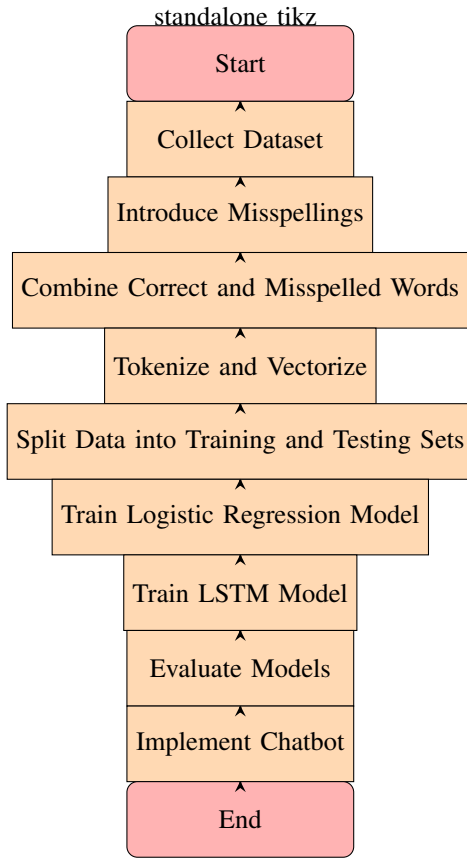 standalone tikz
Start
Collect Dataset
Introduce Misspellings
Combine Correct and Misspelled Words
Tokenize and Vectorize
Split Data into Training and Testing Sets
Train Logistic Regression Model
Train LSTM Model
Evaluate Models
Implement Chatbot
End